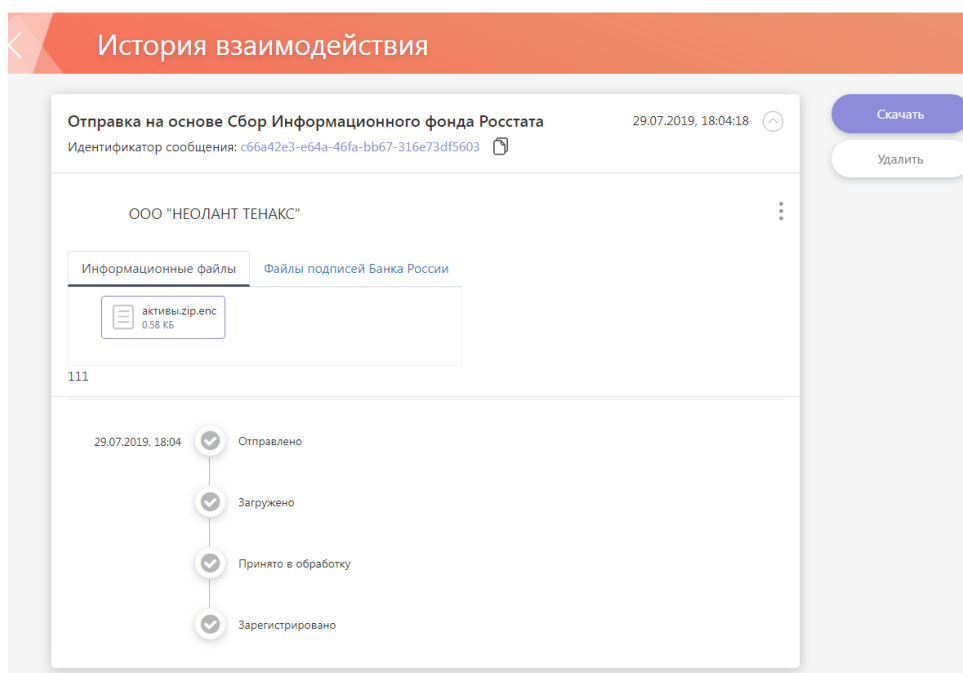 История взаимодействия
Отправка на основе Сбор Информационного фонда Росстата
29.07.2019, 18:04:18
Идентификатор сообщения: c66a42e3-e64a-46fa-bb67-316e73df5603
Скачать
Удалить
ООО "НЕОЛАНТ ТЕНАКС"
Информационные файлы
Файлы подписей Банка России
активы.zip.enc
0.58 КБ
111
29.07.2019, 18:04
Отправлено
Загружено
Принято в обработку
Зарегистрировано